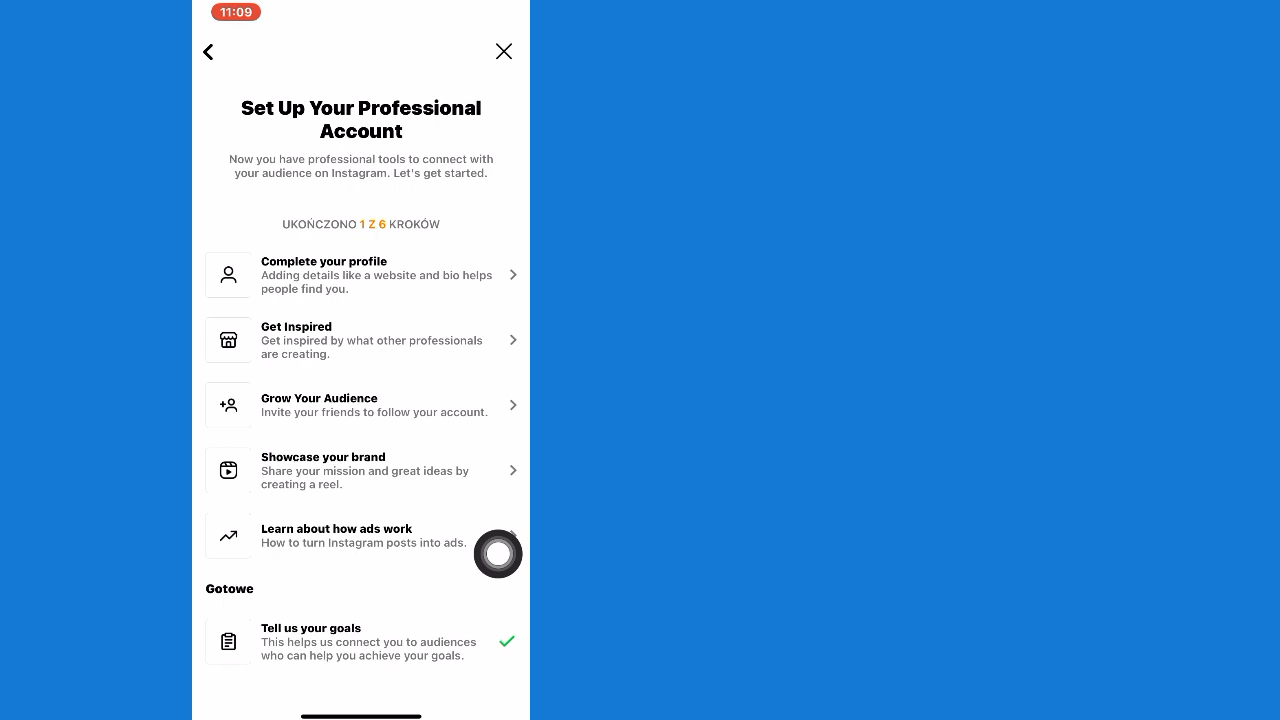 11:09
Set Up Your Professional
Account
Now you have professional tools to connect with
your audience on Instagram. Let's get started.
UKOŃCZONO 1 Z 6 KROKÓW
Complete your profile
Adding details like a website and bio helps
people find you.
Get Inspired
Get inspired by what other professionals
are creating.
Grow Your Audience
Invite your friends to follow your account.
Showcase your brand
Share your mission and great ideas by
creating a reel.
Learn about how ads work
How to turn Instagram posts into ads.
Gotowe
Tell us your goals
This helps us connect you to audiences
who can help you achieve your goals.